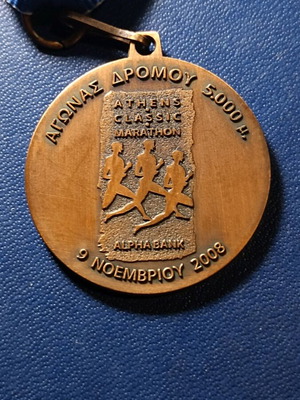 ΑΓΩΝΑΣ ΔΡΟΜΟΥ 5.000 μ.
ATHENS
CLASSIC
MARATHON
ALPHA BANK
9 ΝΟΕΜΒΡΙΟΥ 2008